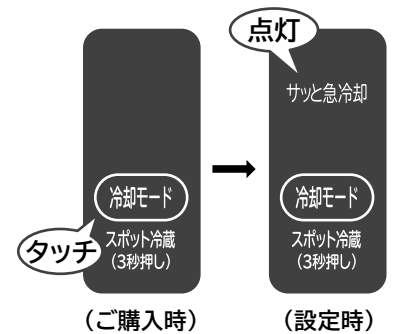 点灯
サッと急冷却
冷却モード
スポット冷蔵
(3秒押し)
タッチ
冷却モード
スポット冷蔵
(3秒押し)
(ご購入時)
(設定時)